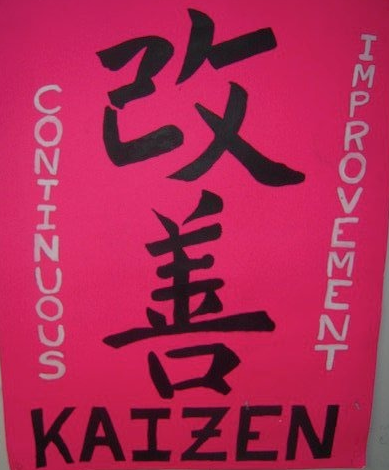 CONTINUOUS
改善
IMPROVEMENT
KAIZEN